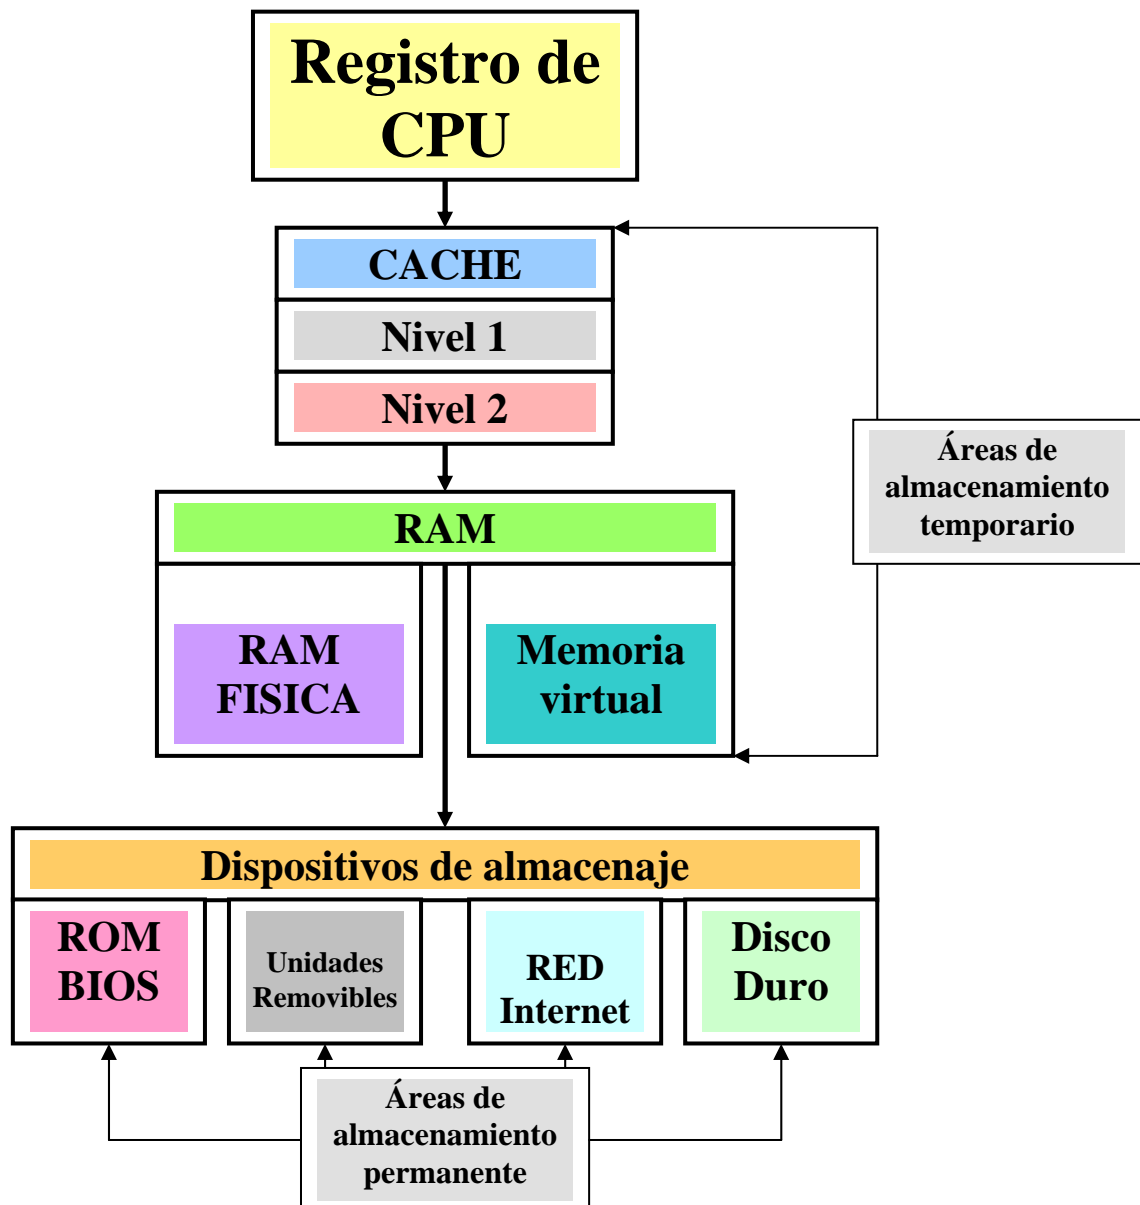 Registro de
CPU
CACHE
Nivel 1
Nivel 2
Áreas de
almacenamiento
temporario
RAM
RAM
FISICA
Memoria
virtual
Dispositivos de almacenaje
ROM
BIOS
Unidades
Removibles
RED
Internet
Disco
Duro
Áreas de
almacenamiento
permanente